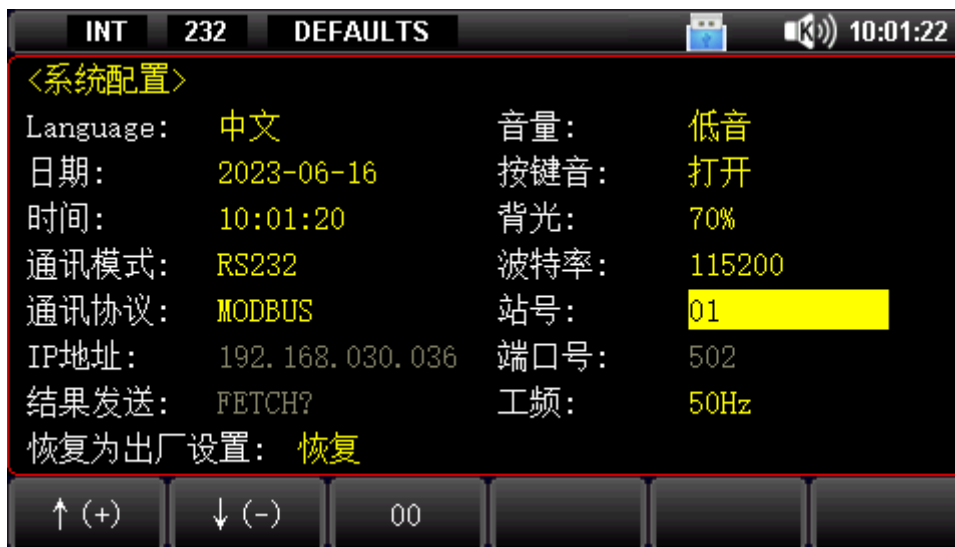 INT 232 DEFAULTS 10:01:22
<系统配置>
Language: 中文 音量: 低音
日期: 2023-06-16 按键音: 打开
时间: 10:01:20 背光: 70%
通讯模式: RS232 波特率: 115200
通讯协议: MODBUS 站号: 01
IP地址: 192.168.030.036 端口号: 502
结果发送: FETCH? 工频: 50Hz
恢复为出厂设置: 恢复
↑(+) ↓(-) 00